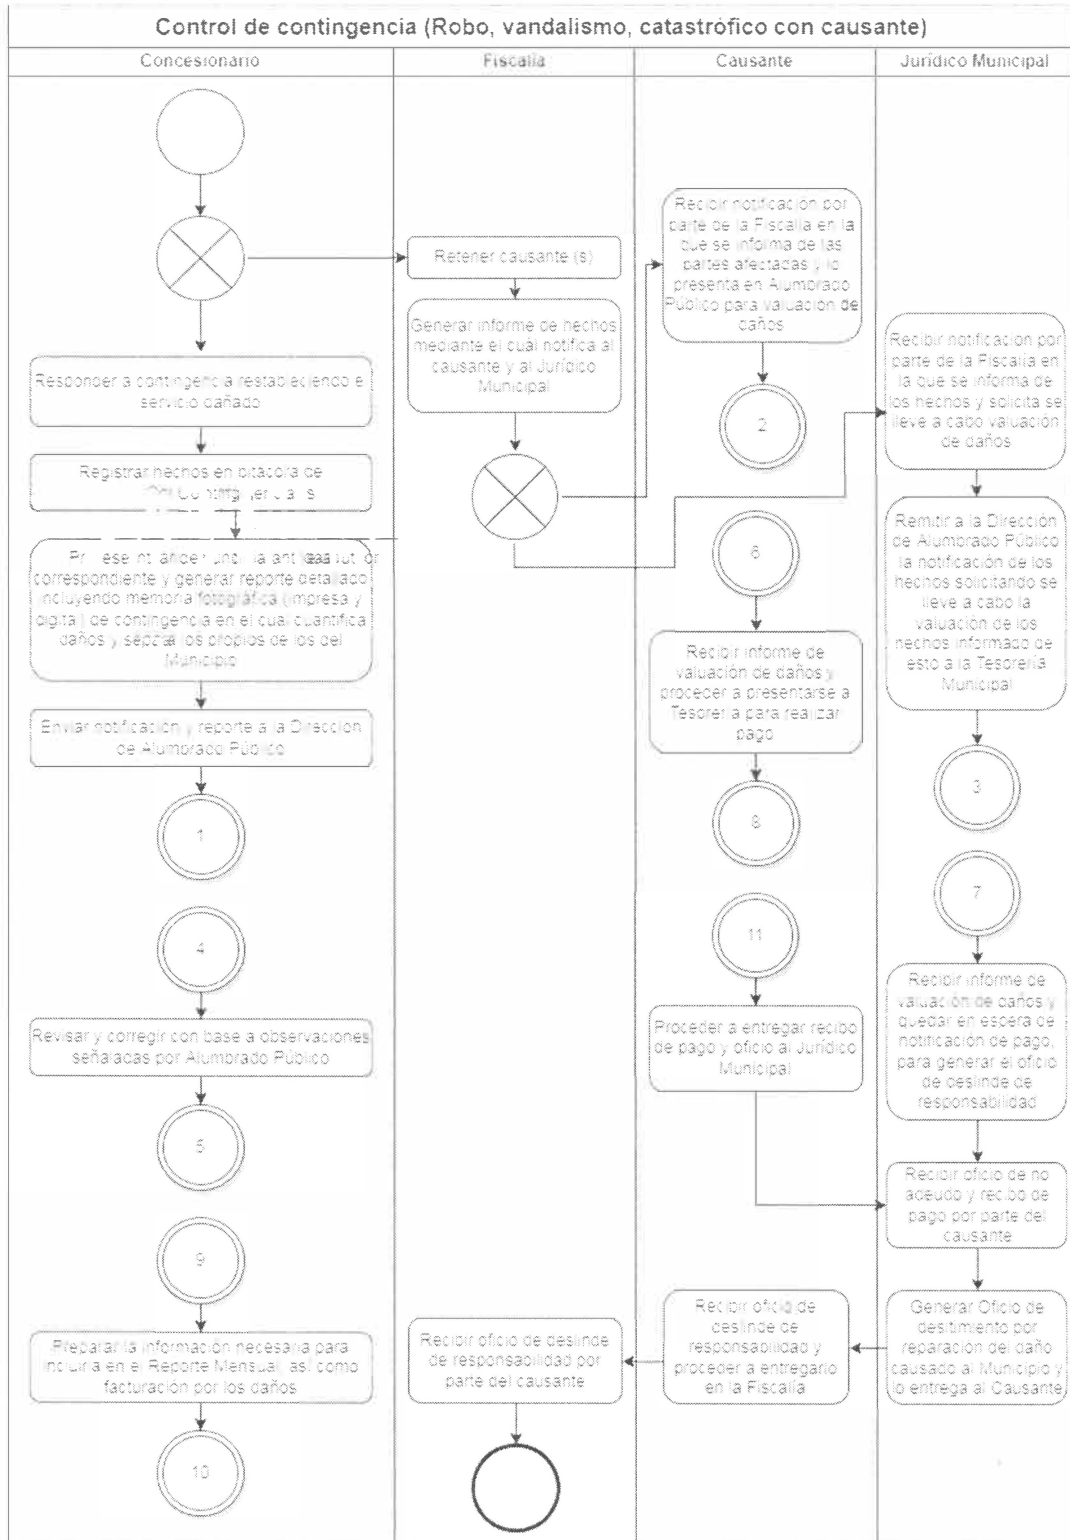 Control de contingencia (Robo, vandalismo, catastrófico con causante)
Concesionario
Fiscalía
Causante
Jurídico Municipal
Responder a contingencia restableciendo e
servicio dañado
Registrar hechos en bitácora de
correspondiente y generar reporte detallado
incluyendo memoria fotográfica (impresa y
digital) de contingencia en el cual cuantifica
daños y separar los propios de los del
Municipio
Enviar notificación y reporte a la Dirección
de Alumbrado Público
1
4
Revisar y corregir con base a observaciones
señaladas por Alumbrado Público
5
9
Preparar la información necesaria para
incluirla en el Reporte Mensual, así como
facturación por los daños
10
Retener causante (s)
Generar informe de hechos
mediante el cual notifica al
causante y al Jurídico
Municipal
Recibir oficio de deslinde
de responsabilidad por
parte del causante
Recibir notificación por
parte de la Fiscalía en la
que se informa de las
partes afectadas y lo
presenta en Alumbrado
Público para valuación de
daños
2
6
Recibir informe de
valuación de daños y
proceder a presentarse a
Tesorería para realizar
pago
8
11
Proceder a entregar recibo
de pago y oficio al Jurídico
Municipal
Recibir oficio de
deslinde de
responsabilidad y
proceder a entregarlo
en la Fiscalía
Recibir notificación por
parte de la Fiscalía en
la que se informa de
los hechos y solicita se
lleve a cabo valuación
de daños
Remitir a la Dirección
de Alumbrado Público
la notificación de los
hechos solicitando se
lleve a cabo la
valuación de los
hechos informado de
esto a la Tesorería
Municipal
3
7
Recibir informe de
valuación de daños y
quedar en espera de
notificación de pago,
para generar el oficio
de deslinde de
responsabilidad
Recibir oficio de no
adeudo y recibo de
pago por parte del
causante
Generar Oficio de
desitimiento por
reparación del daño
causado al Municipio y
lo entrega al Causante